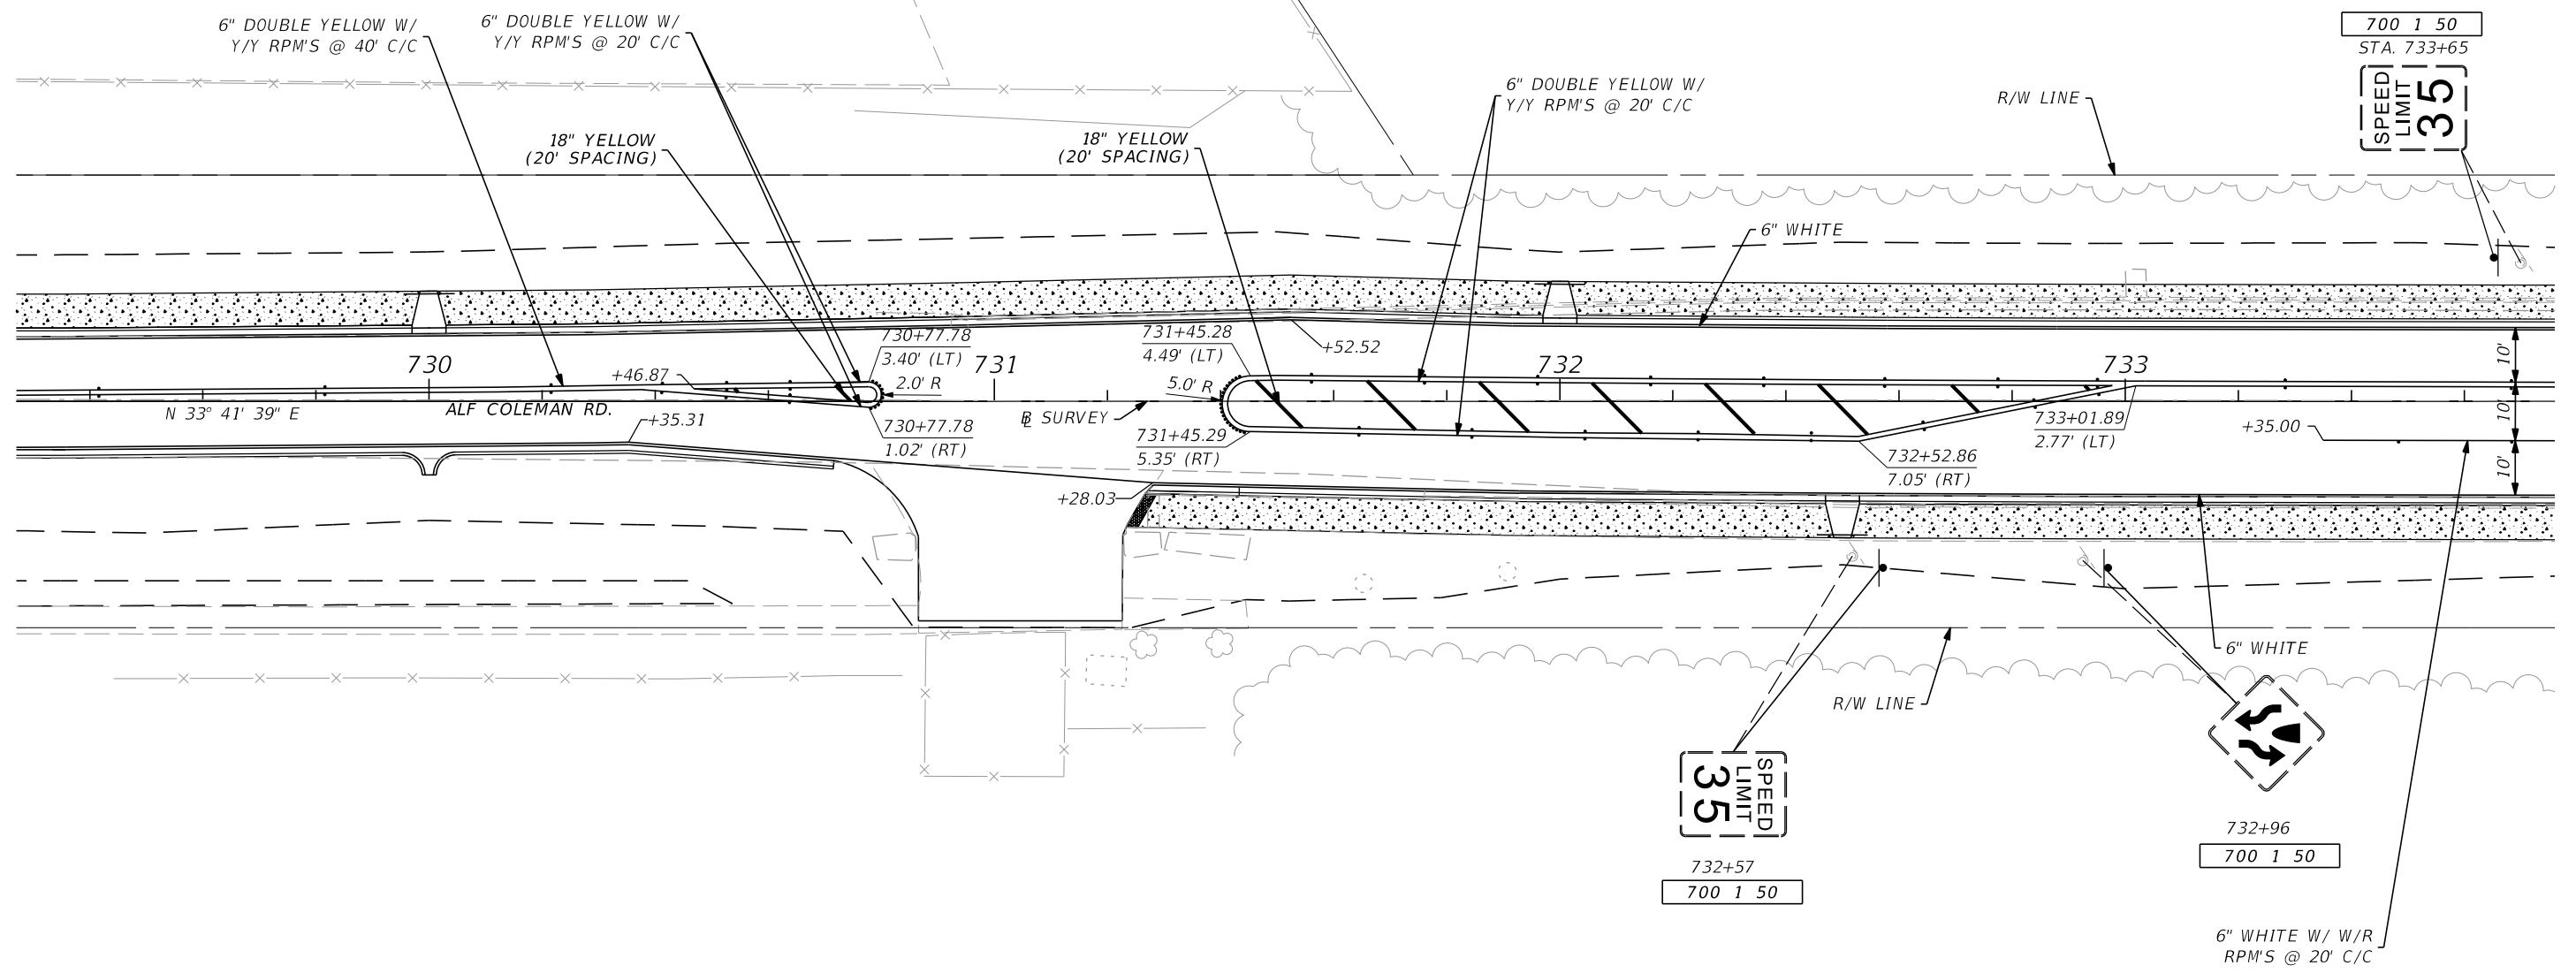 6" DOUBLE YELLOW W/
Y/Y RPM'S @ 40' C/C
6" DOUBLE YELLOW W/
Y/Y RPM'S @ 20' C/C
18" YELLOW
(20' SPACING)
18" YELLOW
(20' SPACING)
6" DOUBLE YELLOW W/
Y/Y RPM'S @ 20' C/C
R/W LINE
700 1 50
STA. 733+65
SPEED
LIMIT
35
6" WHITE
730+77.78
3.40' (LT)
731+45.28
4.49' (LT)
+52.52
730
731
732
733
+46.87
2.0' R
5.0' R
10'
10'
10'
N 33° 41' 39" E
ALF COLEMAN RD.
+35.31
730+77.78
1.02' (RT)
BL SURVEY
731+45.29
5.35' (RT)
733+01.89
2.77' (LT)
+35.00
732+52.86
7.05' (RT)
+28.03
6" WHITE
R/W LINE
SPEED
LIMIT
35
732+57
700 1 50
732+96
700 1 50
6" WHITE W/ W/R
RPM'S @ 20' C/C